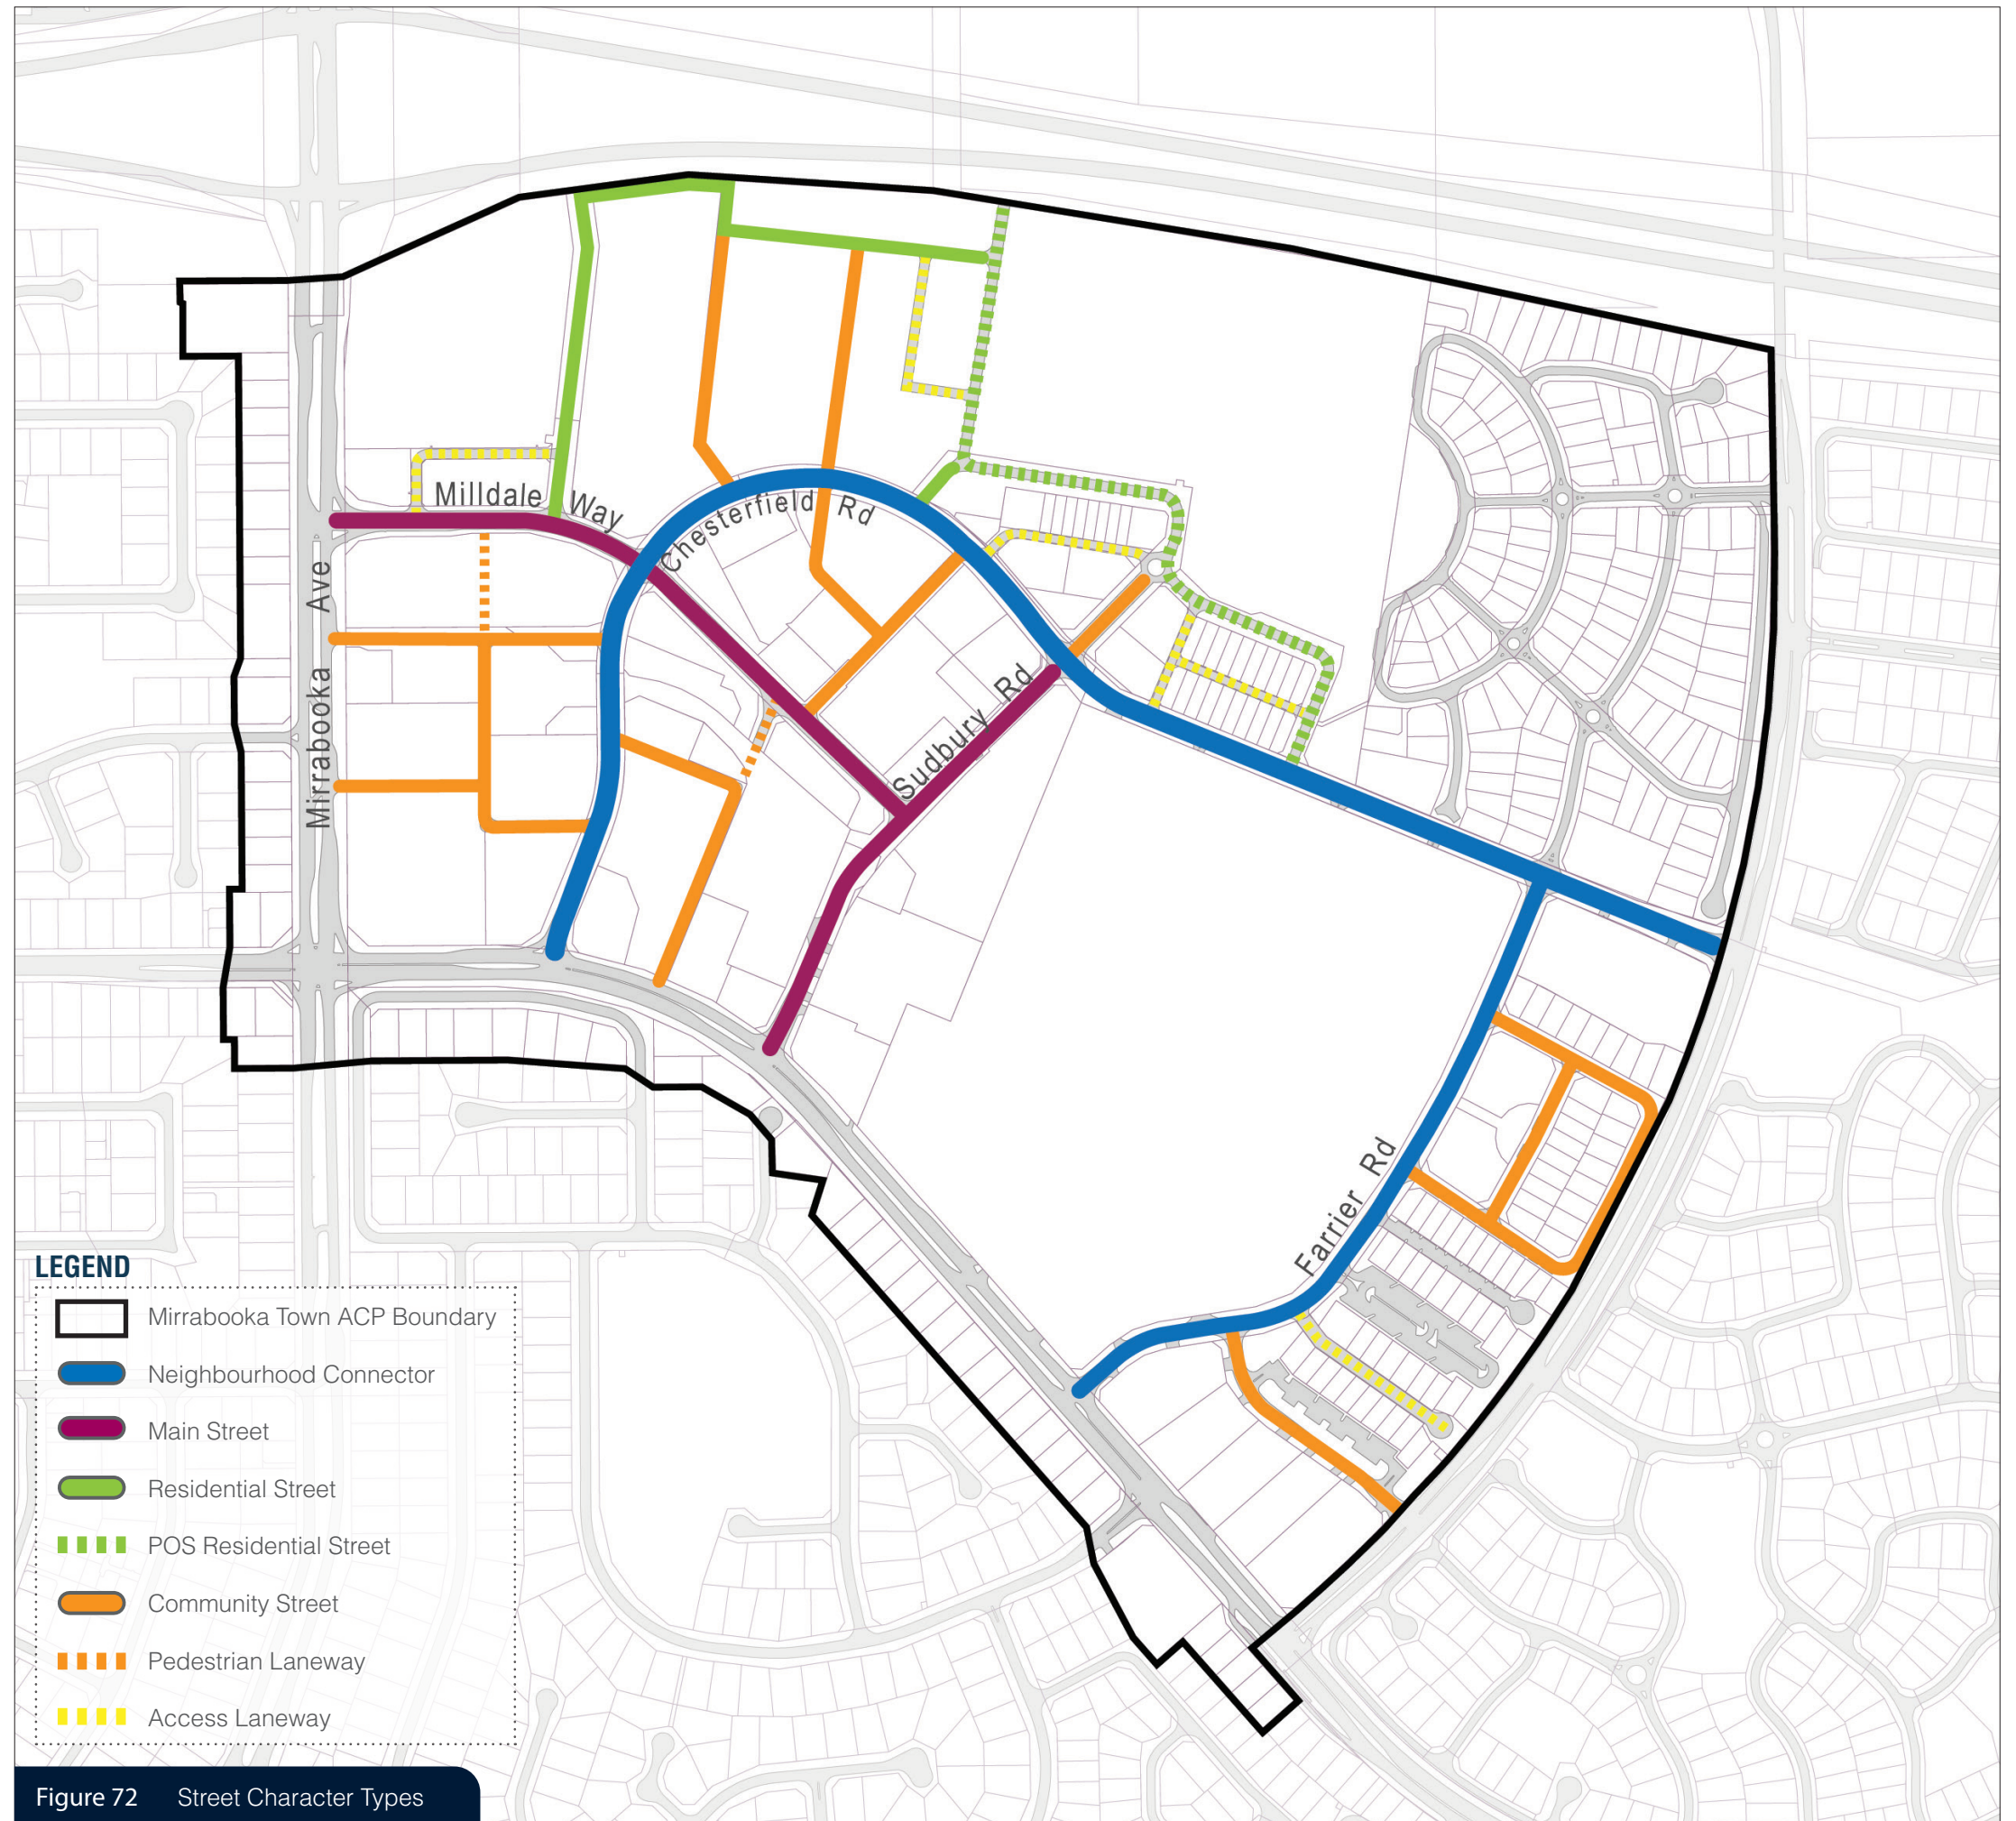 Milldale Way
Chesterfield Rd
Mirrabooka Ave
Sudbury Rd
Farrier Rd
LEGEND
Mirrabooka Town ACP Boundary
Neighbourhood Connector
Main Street
Residential Street
POS Residential Street
Community Street
Pedestrian Laneway
Access Laneway
Figure 72 Street Character Types